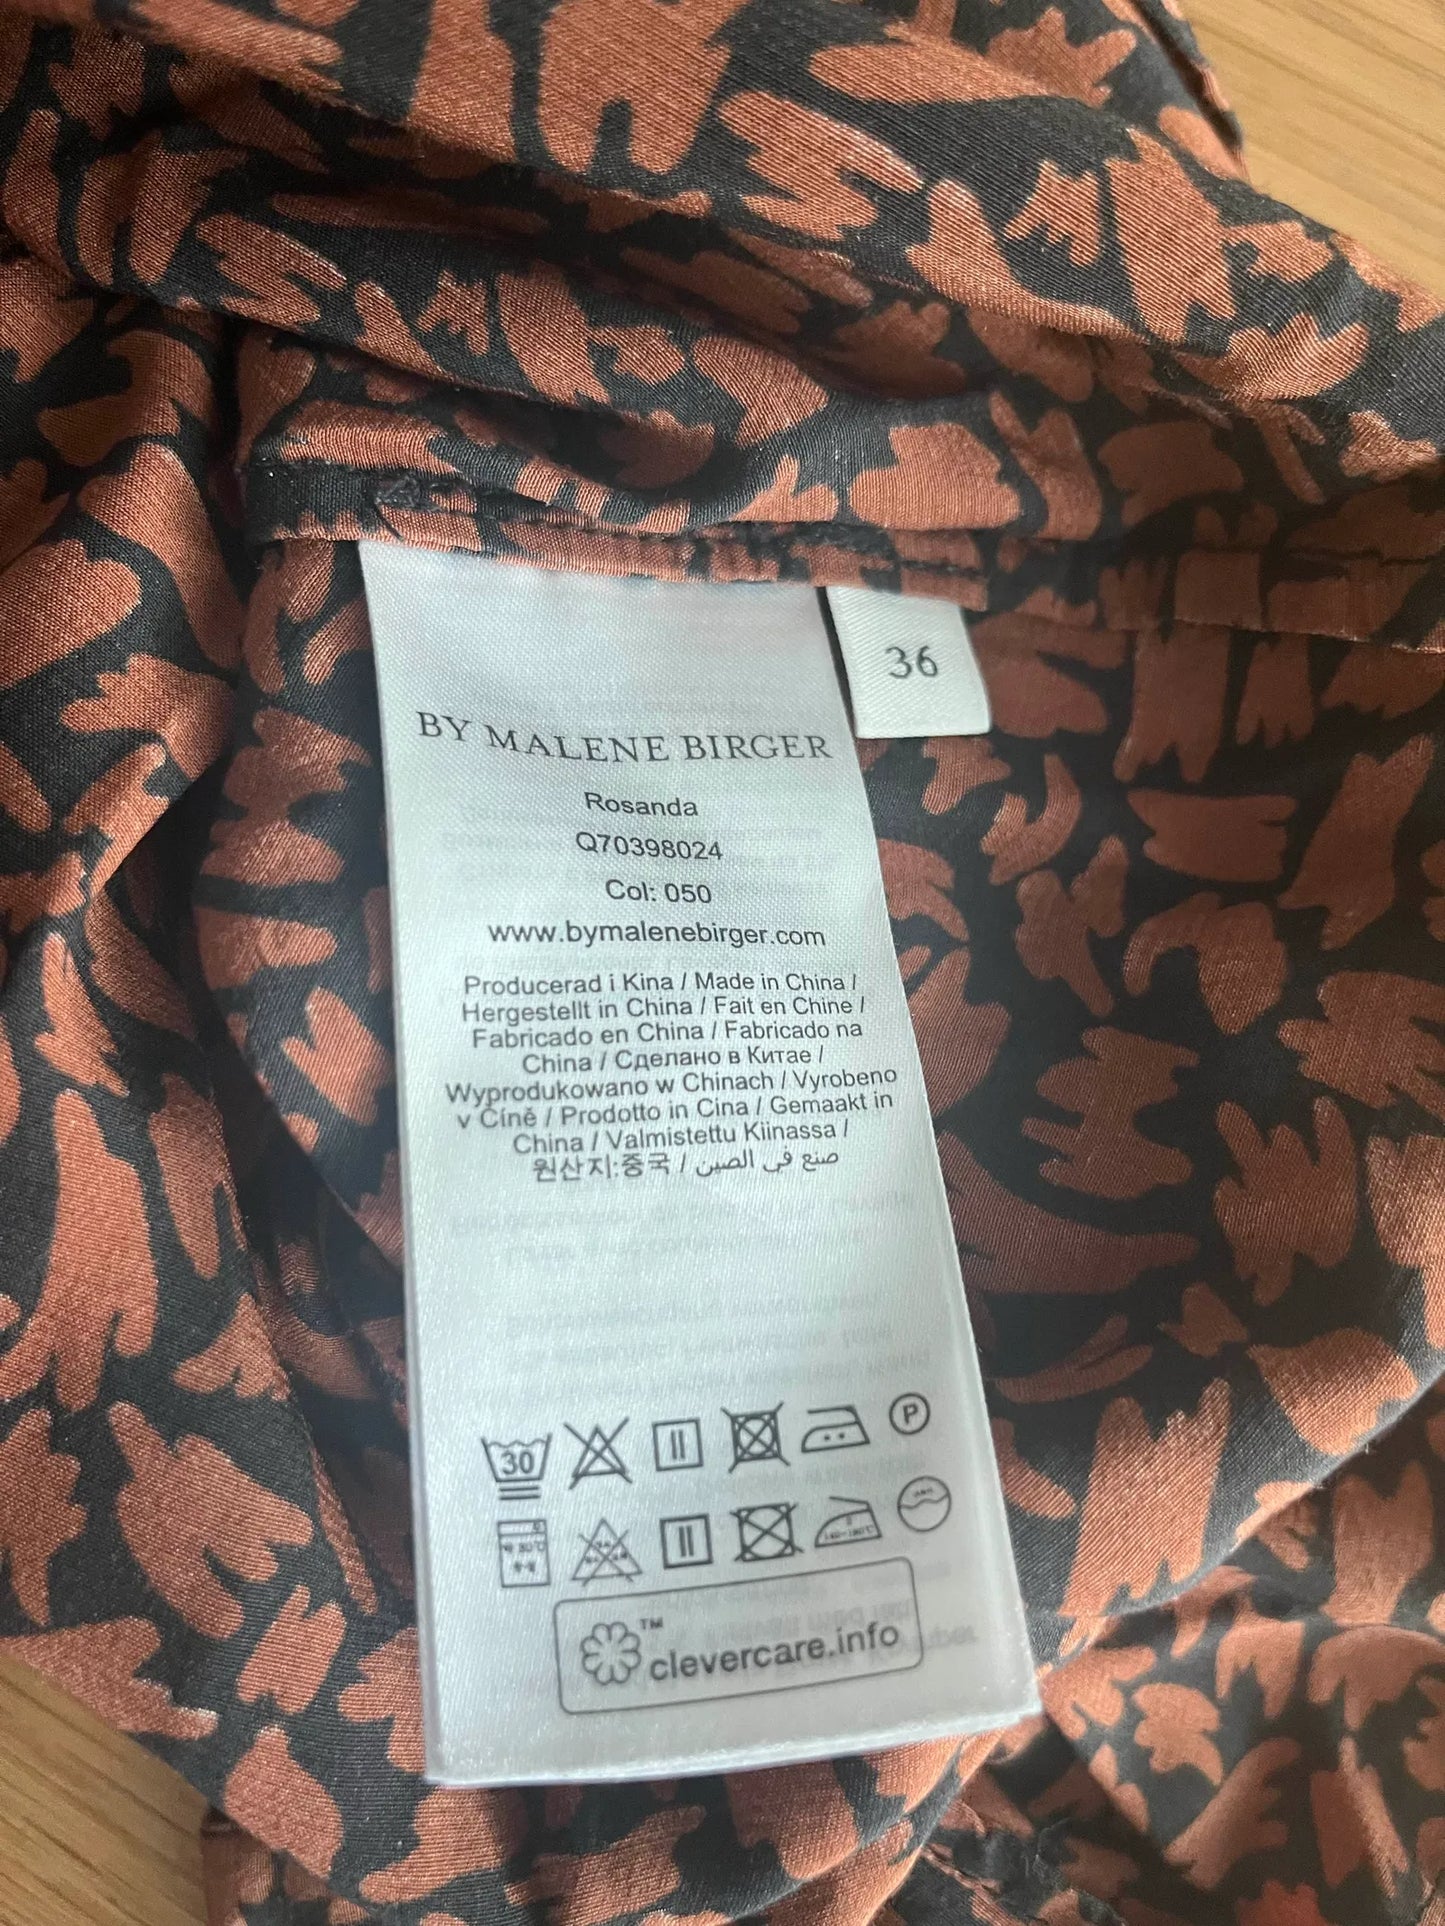 36
BY MALENE BIRGER
Rosanda
Q70398024
Col: 050
www.bymalenebirger.com
Producerad i Kina / Made in China /
Hergestellt in China / Fait en Chine /
Fabricado en China / Fabricado na
China / Сделано в Китае /
Wyprodukowano w Chinach / Vyrobeno
v Číně / Prodotto in Cina / Gemaakt in
China / Valmistettu Kiinassa /
원산지:중국 / صنع في الصين
30
P
™
clevercare.info